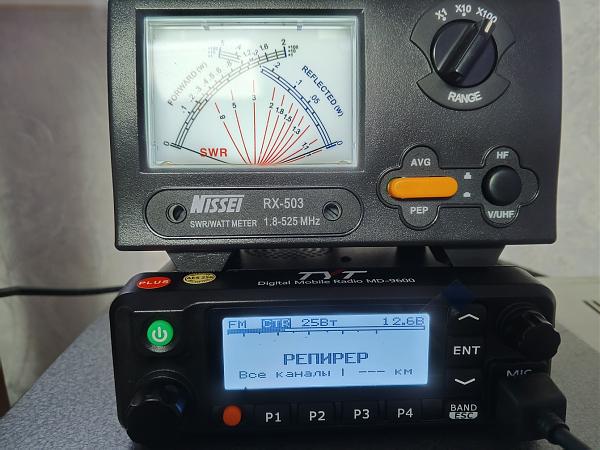 X1 X10 X100
RANGE
FORWARD (W)
REFLECTED (W)
SWR
AVG
PEP
HF
V/UHF
NISSEI RX-503
SWR/WATT METER 1.8-525 MHz
PLUS
TYT
Digital Mobile Radio MD-9600
FM CTR 25Вт 12.6В
РЕПИРЕР
Все каналы | --- км
ENT
MIC
P1 P2 P3 P4
BAND
ESC